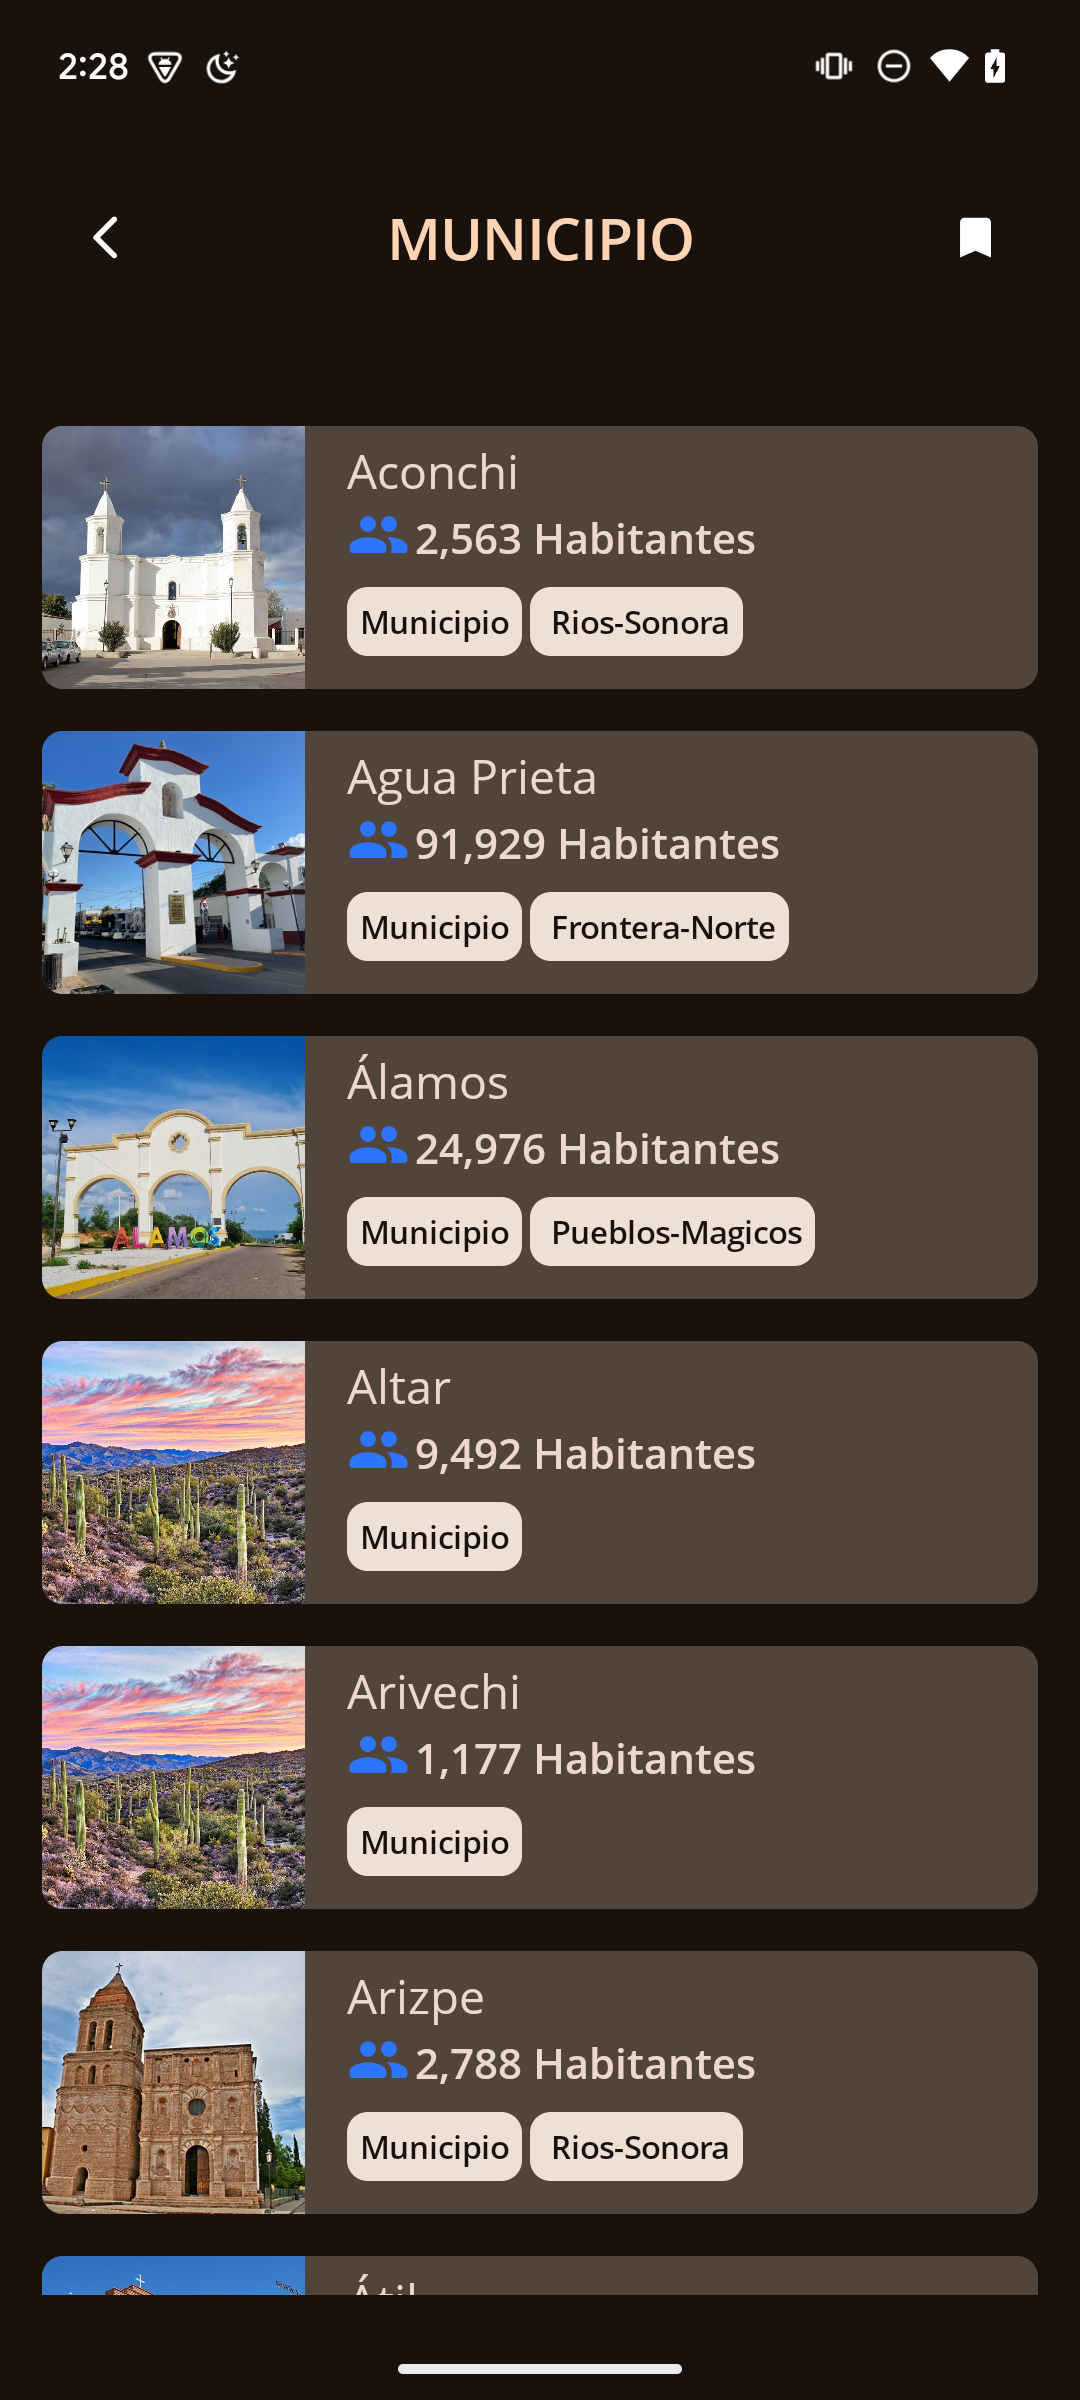 2:28
MUNICIPIO
Aconchi
2,563 Habitantes
Municipio Rios-Sonora
Agua Prieta
91,929 Habitantes
Municipio Frontera-Norte
Álamos
24,976 Habitantes
Municipio Pueblos-Magicos
ALAMOS
Altar
9,492 Habitantes
Municipio
Arivechi
1,177 Habitantes
Municipio
Arizpe
2,788 Habitantes
Municipio Rios-Sonora